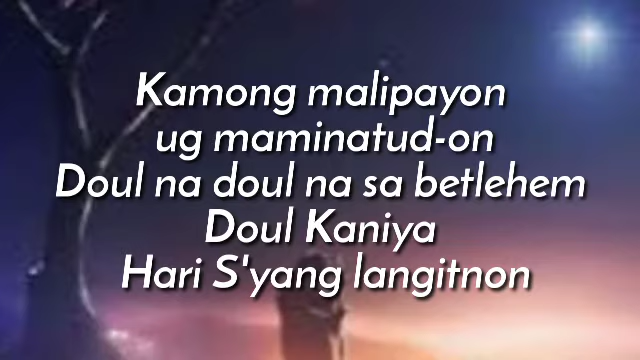 Kamong malipayon
ug maminatud-on
Doul na doul na sa betlehem
Doul Kaniya
Hari S'yang langitnon